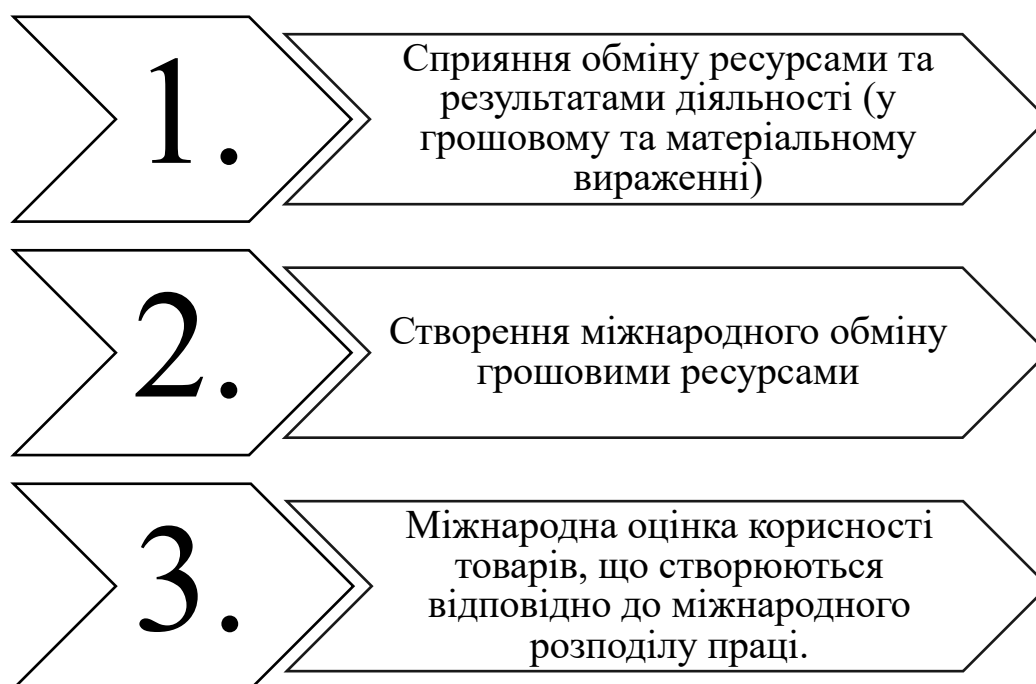 1.
Сприяння обміну ресурсами та
результатами діяльності (у
грошовому та матеріальному
вираженні)
2.
Створення міжнародного обміну
грошовими ресурсами
3.
Міжнародна оцінка корисності
товарів, що створюються
відповідно до міжнародного
розподілу праці.